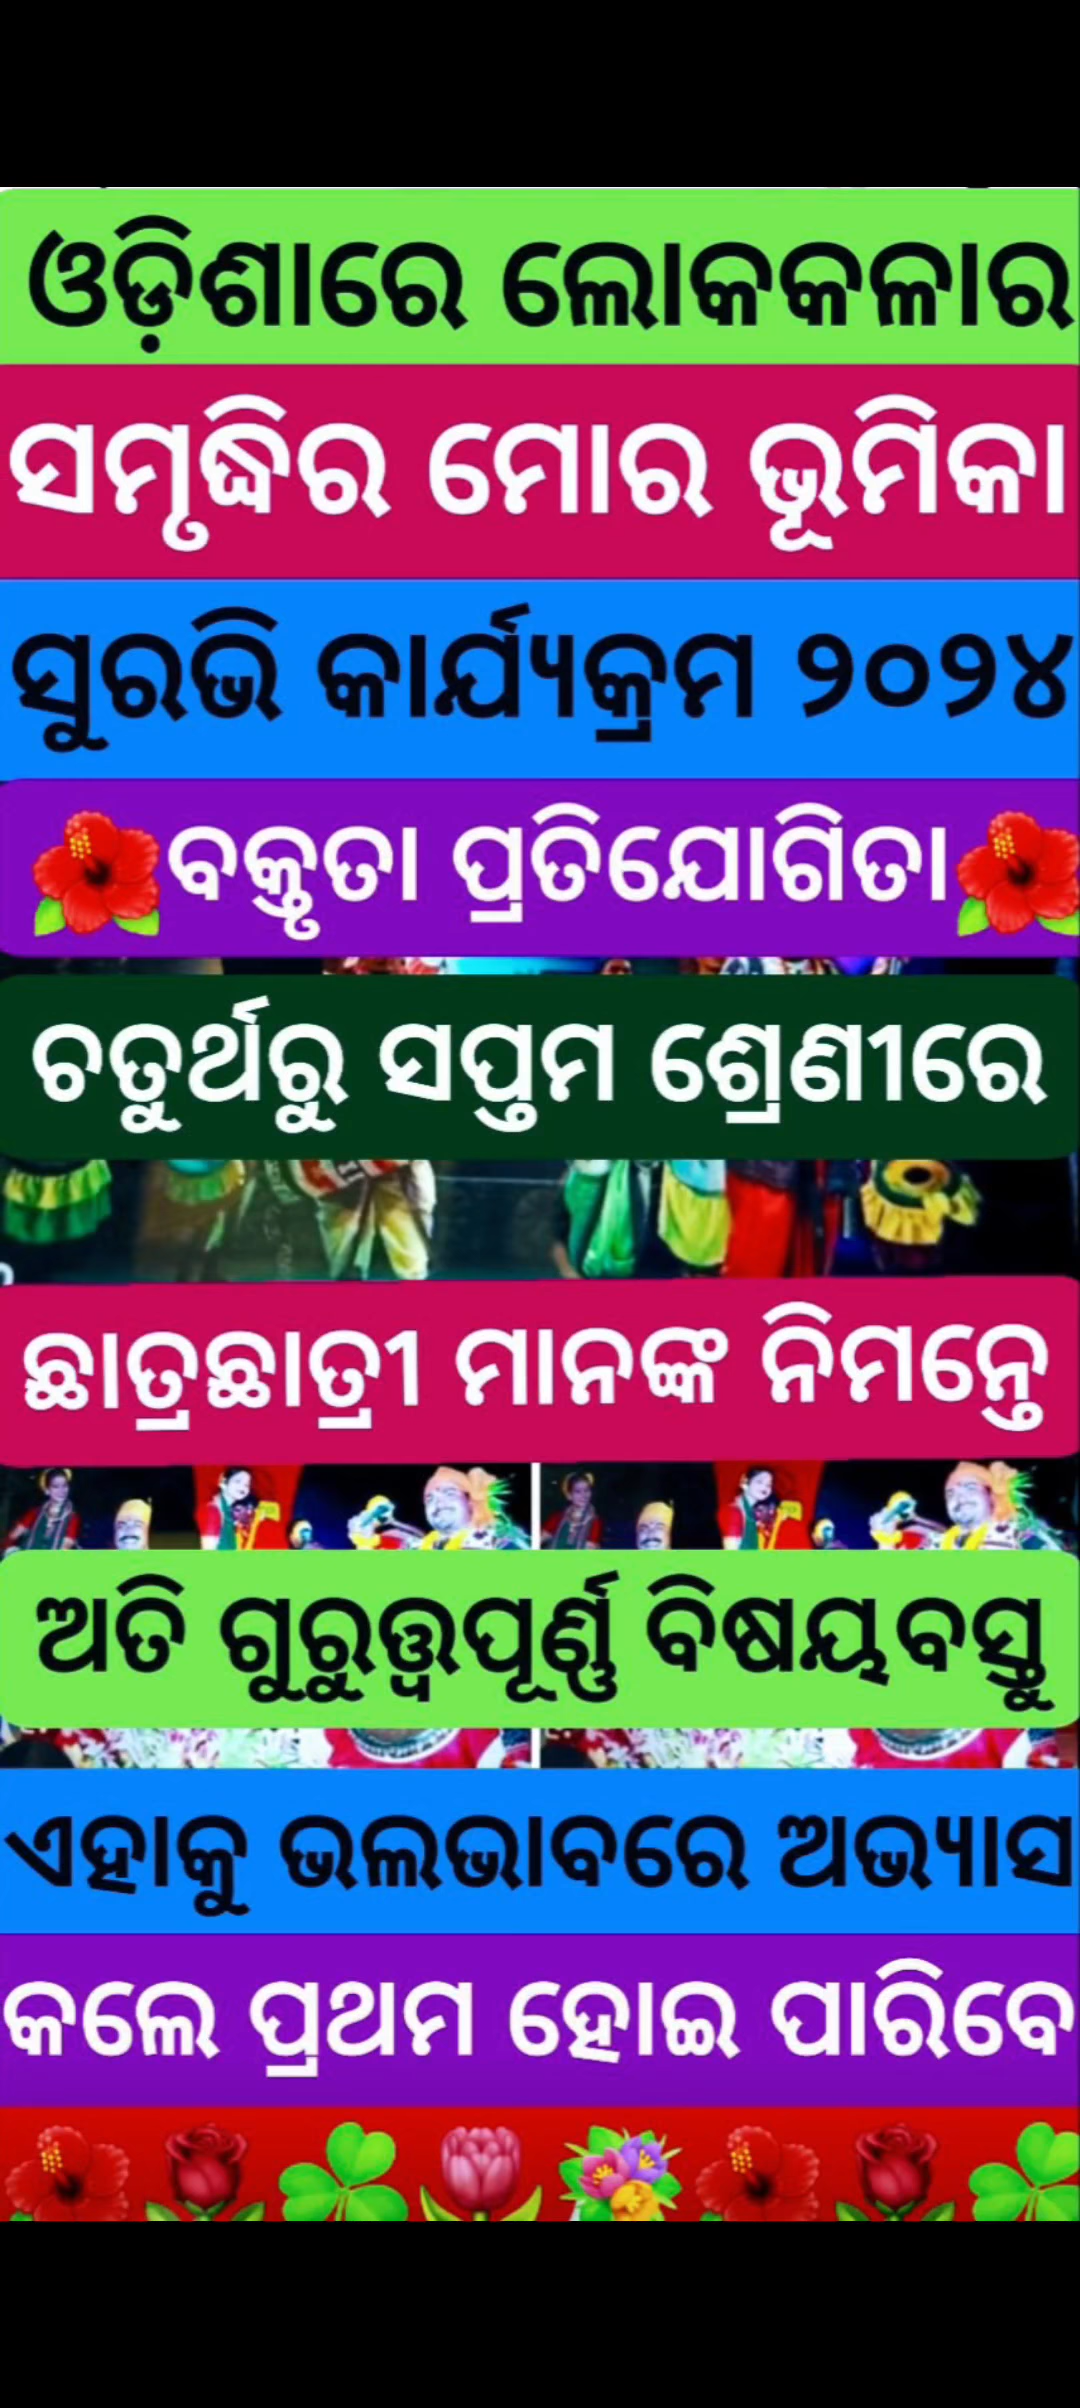 ଓଡ଼ିଶାରେ ଲୋକକଳାର
ସମୃଦ୍ଧିର ମୋର ଭୂମିକା
ସୁରଭି କାର୍ଯ୍ୟକ୍ରମ ୨୦୨୪
ବକ୍ତୃତା ପ୍ରତିଯୋଗିତା
ଚତୁର୍ଥରୁ ସପ୍ତମ ଶ୍ରେଣୀରେ
ଛାତ୍ରଛାତ୍ରୀ ମାନଙ୍କ ନିମନ୍ତେ
ଅତି ଗୁରୁତ୍ତ୍ୱପୂର୍ଣ୍ଣ ବିଷୟବସ୍ତୁ
ଏହାକୁ ଭଲଭାବରେ ଅଭ୍ୟାସ
କଲେ ପ୍ରଥମ ହୋଇ ପାରିବେ